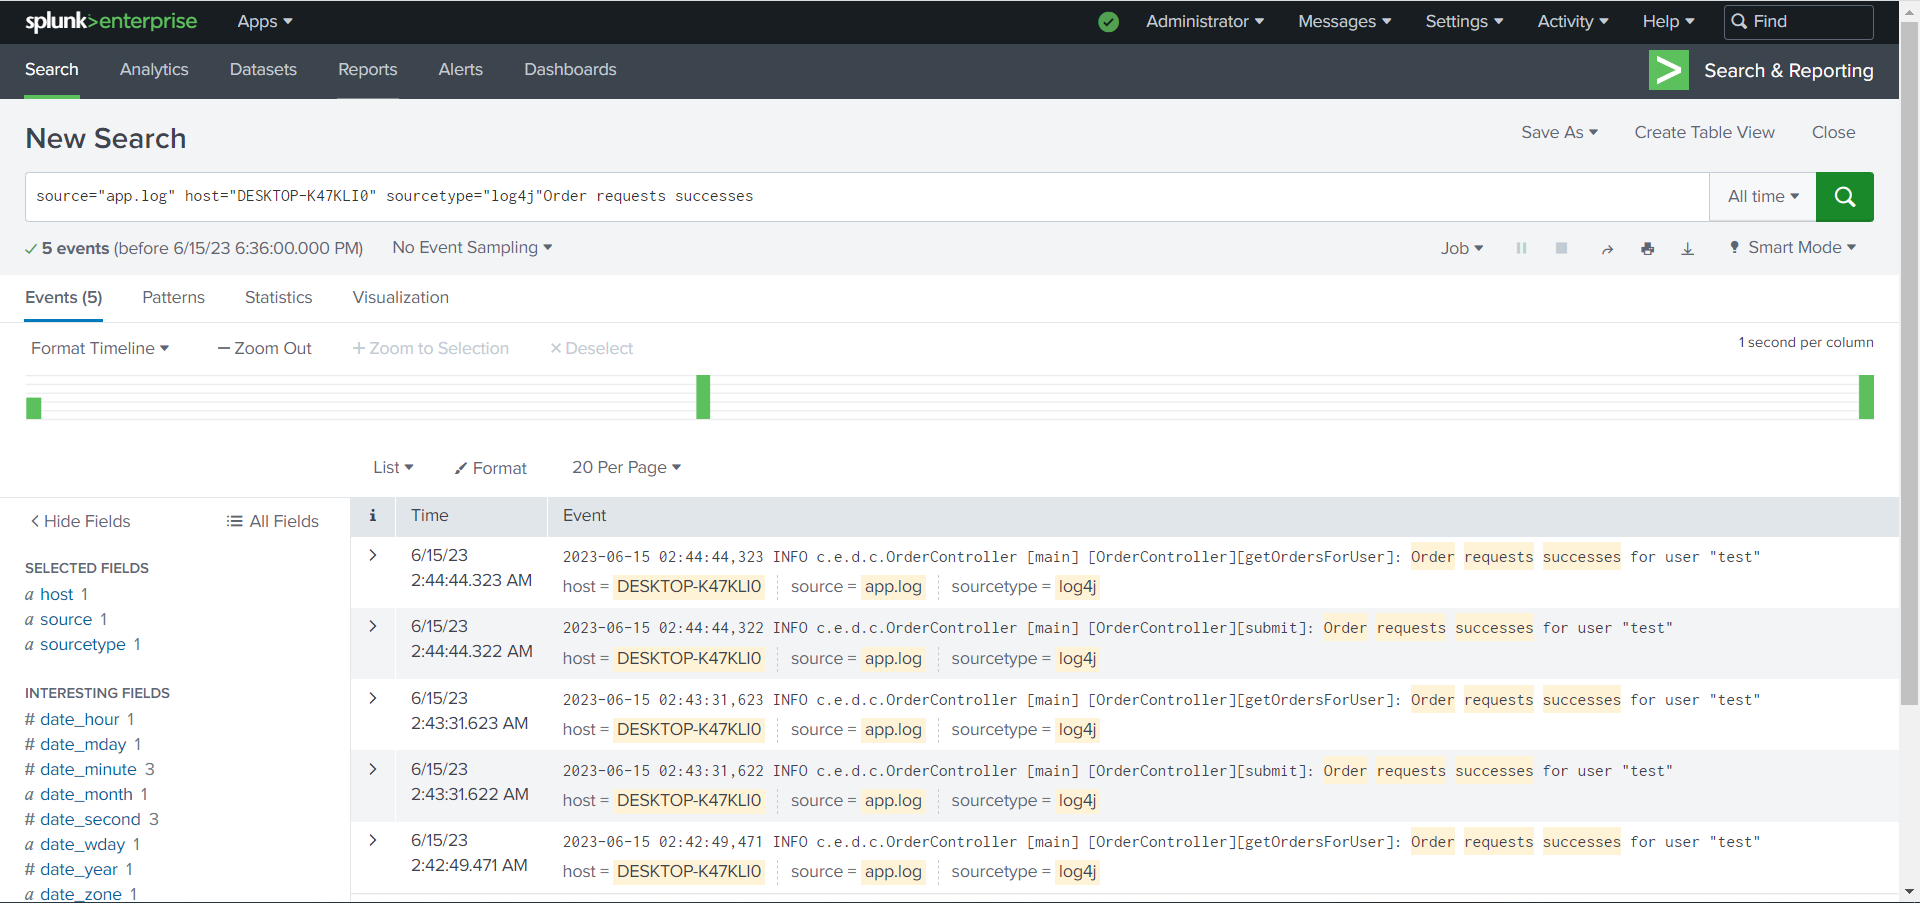 splunk>enterprise Apps Administrator Messages Settings Activity Help Find
Search Analytics Datasets Reports Alerts Dashboards Search & Reporting
New Search Save As Create Table View Close
source="app.log" host="DESKTOP-K47KLI0" sourcetype="log4j"Order requests successes All time
5 events (before 6/15/23 6:36:00.000 PM) No Event Sampling Job Smart Mode
Events (5) Patterns Statistics Visualization
Format Timeline — Zoom Out + Zoom to Selection × Deselect 1 second per column
List Format 20 Per Page
< Hide Fields All Fields
SELECTED FIELDS
a host 1
a source 1
a sourcetype 1
INTERESTING FIELDS
# date_hour 1
# date_mday 1
# date_minute 3
a date_month 1
# date_second 3
a date_wday 1
# date_year 1
a date_zone 1
i Time Event
6/15/23 2:44:44.323 AM
2023-06-15 02:44:44,323 INFO c.e.d.c.OrderController [main] [OrderController][getOrdersForUser]: Order requests successes for user "test"
host = DESKTOP-K47KLI0 source = app.log sourcetype = log4j
6/15/23 2:44:44.322 AM
2023-06-15 02:44:44,322 INFO c.e.d.c.OrderController [main] [OrderController][submit]: Order requests successes for user "test"
host = DESKTOP-K47KLI0 source = app.log sourcetype = log4j
6/15/23 2:43:31.623 AM
2023-06-15 02:43:31,623 INFO c.e.d.c.OrderController [main] [OrderController][getOrdersForUser]: Order requests successes for user "test"
host = DESKTOP-K47KLI0 source = app.log sourcetype = log4j
6/15/23 2:43:31.622 AM
2023-06-15 02:43:31,622 INFO c.e.d.c.OrderController [main] [OrderController][submit]: Order requests successes for user "test"
host = DESKTOP-K47KLI0 source = app.log sourcetype = log4j
6/15/23 2:42:49.471 AM
2023-06-15 02:42:49,471 INFO c.e.d.c.OrderController [main] [OrderController][getOrdersForUser]: Order requests successes for user "test"
host = DESKTOP-K47KLI0 source = app.log sourcetype = log4j